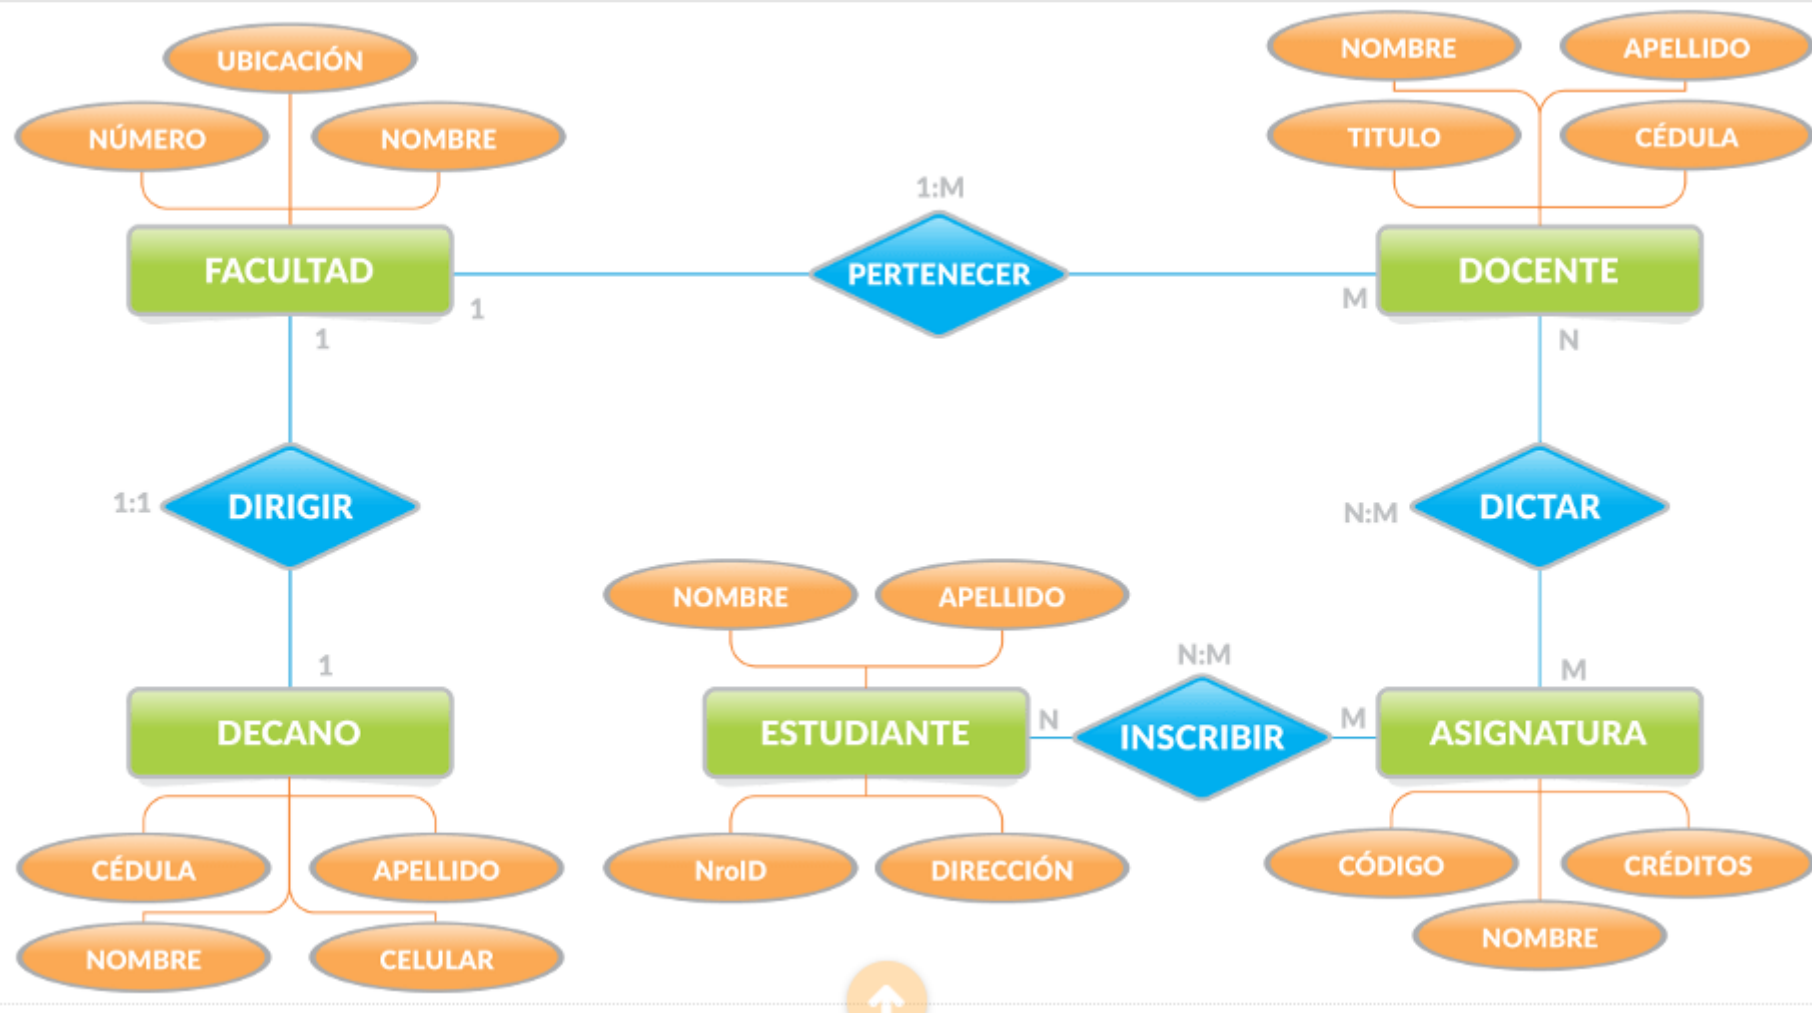 UBICACIÓN
NÚMERO
NOMBRE
FACULTAD
1
1
1:M
PERTENECER
NOMBRE
APELLIDO
TITULO
CÉDULA
DOCENTE
M
N
1:1
DIRIGIR
N:M
DICTAR
1
DECANO
CÉDULA
APELLIDO
NOMBRE
CELULAR
NOMBRE
APELLIDO
ESTUDIANTE
N
NroID
DIRECCIÓN
N:M
INSCRIBIR
M
M
ASIGNATURA
CÓDIGO
CRÉDITOS
NOMBRE